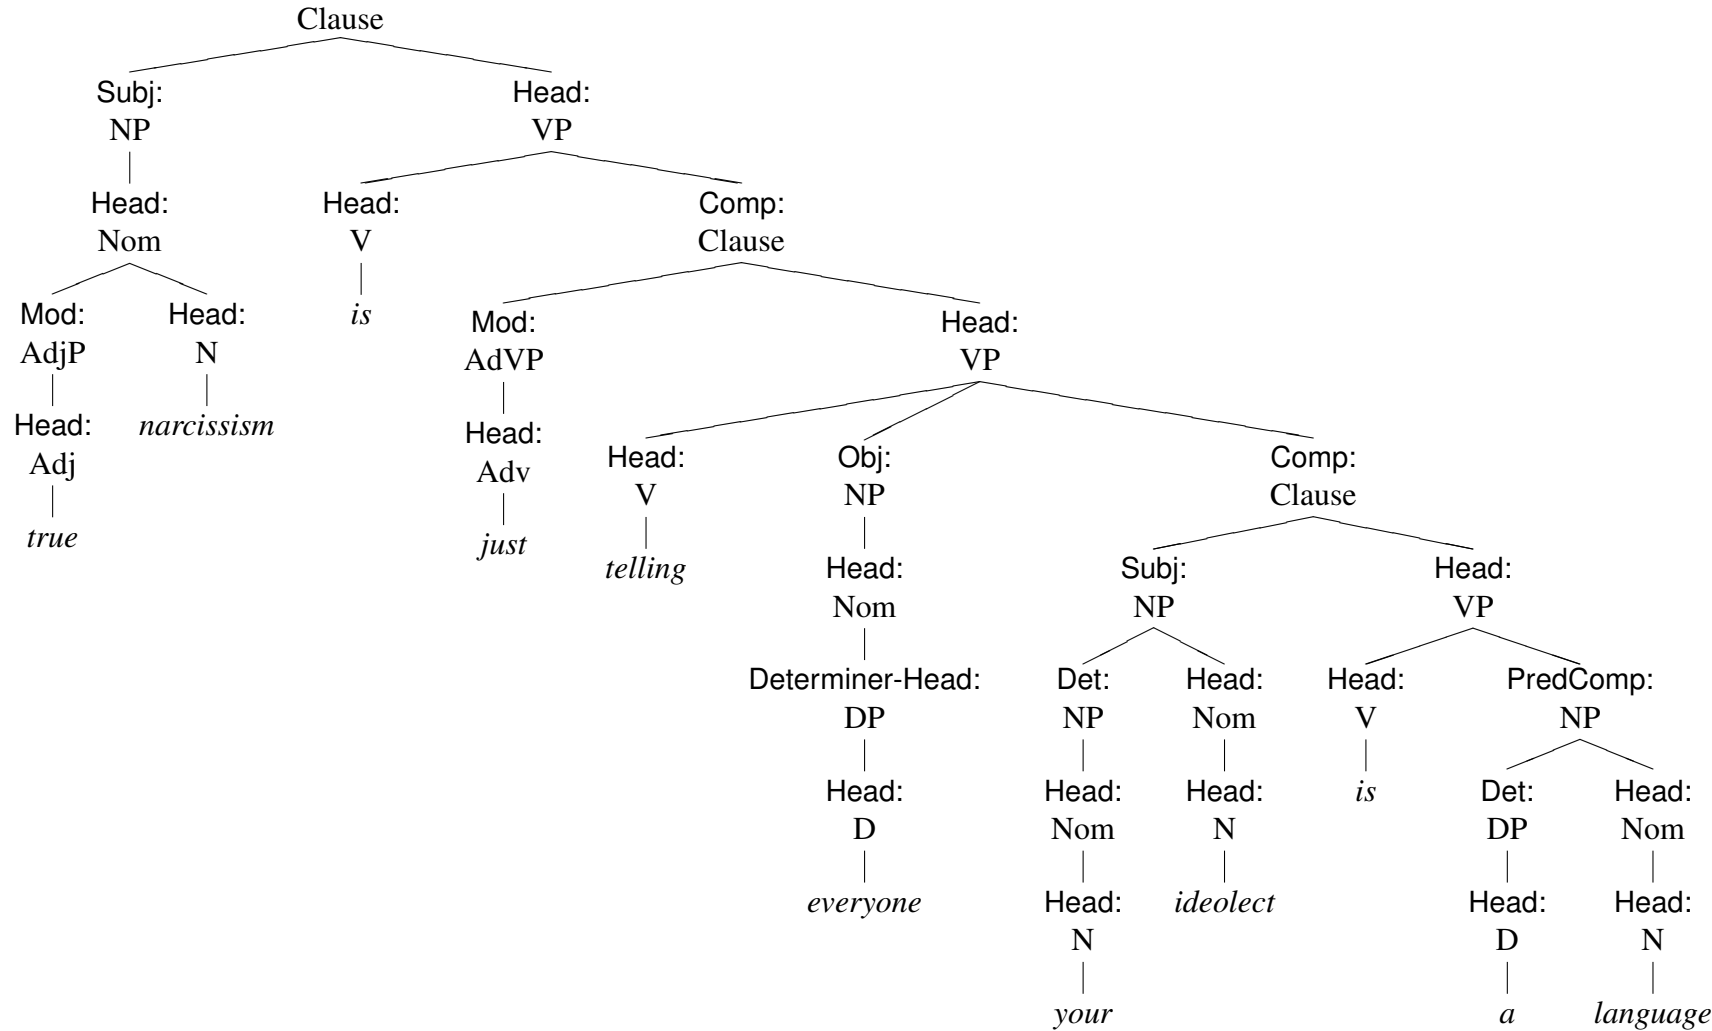 Clause
Subj: Head:
NP VP
Head: Head: Comp:
Nom V Clause
Mod: Head: is Mod: Head:
AdjP N AdVP VP
Head: narcissism Head: Head: Obj: Comp:
Adj Adv V NP Clause
true just telling Head: Subj: Head:
Nom NP VP
Determiner-Head: Det: Head: Head: PredComp:
DP NP Nom V NP
Head: Head: Head: is Det: Head:
D Nom N DP Nom
everyone Head: ideolect Head: Head:
N D N
your a language